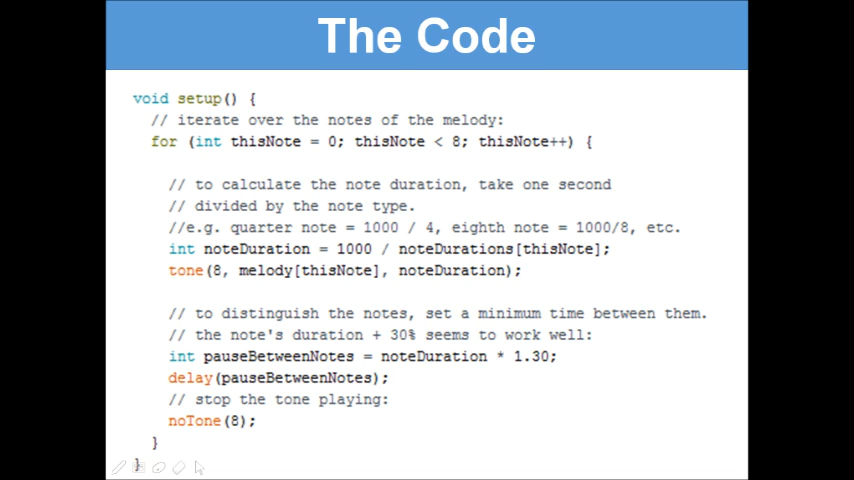 The Code
void setup() {
// iterate over the notes of the melody:
for (int thisNote = 0; thisNote < 8; thisNote++) {
// to calculate the note duration, take one second
// divided by the note type.
//e.g. quarter note = 1000 / 4, eighth note = 1000/8, etc.
int noteDuration = 1000 / noteDurations[thisNote];
tone(8, melody[thisNote], noteDuration);
// to distinguish the notes, set a minimum time between them.
// the note's duration + 30% seems to work well:
int pauseBetweenNotes = noteDuration * 1.30;
delay(pauseBetweenNotes);
// stop the tone playing:
noTone(8);
}
}